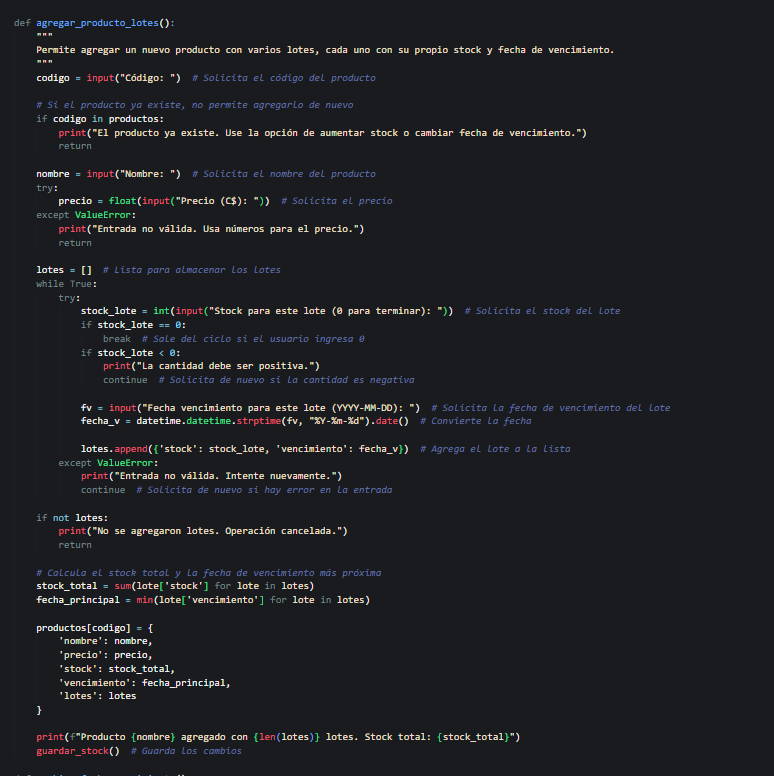 def agregar_producto_lotes():
    """
    Permite agregar un nuevo producto con varios lotes, cada uno con su propio stock y fecha de vencimiento.
    """
    codigo = input("Código: ")  # Solicita el código del producto

    # Si el producto ya existe, no permite agregarlo de nuevo
    if codigo in productos:
        print("El producto ya existe. Use la opción de aumentar stock o cambiar fecha de vencimiento.")
        return

    nombre = input("Nombre: ")  # Solicita el nombre del producto
    try:
        precio = float(input("Precio (C$): "))  # Solicita el precio
    except ValueError:
        print("Entrada no válida. Usa números para el precio.")
        return

    lotes = []  # Lista para almacenar los lotes
    while True:
        try:
            stock_lote = int(input("Stock para este lote (0 para terminar): "))  # Solicita el stock del lote
            if stock_lote == 0:
                break  # Sale del ciclo si el usuario ingresa 0
            if stock_lote < 0:
                print("La cantidad debe ser positiva.")
                continue  # Solicita de nuevo si la cantidad es negativa

            fv = input("Fecha vencimiento para este lote (YYYY-MM-DD): ")  # Solicita la fecha de vencimiento del lote
            fecha_v = datetime.datetime.strptime(fv, "%Y-%m-%d").date()  # Convierte la fecha

            lotes.append({'stock': stock_lote, 'vencimiento': fecha_v})  # Agrega el lote a la lista
        except ValueError:
            print("Entrada no válida. Intente nuevamente.")
            continue  # Solicita de nuevo si hay error en la entrada

    if not lotes:
        print("No se agregaron lotes. Operación cancelada.")
        return

    # Calcula el stock total y la fecha de vencimiento más próxima
    stock_total = sum(lote['stock'] for lote in lotes)
    fecha_principal = min(lote['vencimiento'] for lote in lotes)

    productos[codigo] = {
        'nombre': nombre,
        'precio': precio,
        'stock': stock_total,
        'vencimiento': fecha_principal,
        'lotes': lotes
    }

    print(f"Producto {nombre} agregado con {len(lotes)} lotes. Stock total: {stock_total}")
    guardar_stock()  # Guarda los cambios